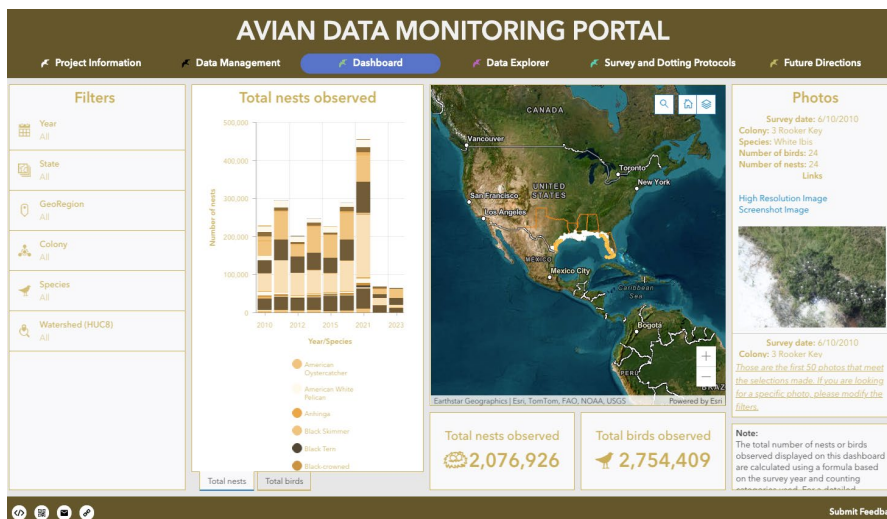 AVIAN DATA MONITORING PORTAL
Project Information
Data Management
Dashboard
Data Explorer
Survey and Dotting Protocols
Future Directions
Filters
Year
All
State
All
GeoRegion
All
Colony
All
Species
All
Watershed (HUC8)
All
Total nests observed
500,000
400,000
300,000
200,000
100,000
0
Number of nests
2010
2012
2015
2021
2023
Year/Species
American
Oystercatcher
American White
Pelican
Anhinga
Black Skimmer
Black Tern
Black-crowned
Total nests
Total birds
CANADA
Vancouver
Toronto
New York
UNITED
STATES
San Francisco
Los Angeles
MEXICO
Mexico City
Caribbean
Sea
Bogota
PERU
BRAZ
+
−
Earthstar Geographics | Esri, TomTom, FAO, NOAA, USGS
Powered by Esri
Total nests observed
2,076,926
Total birds observed
2,754,409
Photos
Survey date: 6/10/2010
Colony: 3 Rooker Key
Species: White Ibis
Number of birds: 24
Number of nests: 24
Links
High Resolution Image
Screenshot Image
Survey date: 6/10/2010
Colony: 3 Rooker Key
Those are the first 50 photos that meet
the selections made. If you are looking
for a specific photo, please modify the
filters.
Note:
The total number of nests or birds
observed displayed on this dashboard
are calculated using a formula based
on the survey year and counting
Submit Feedba